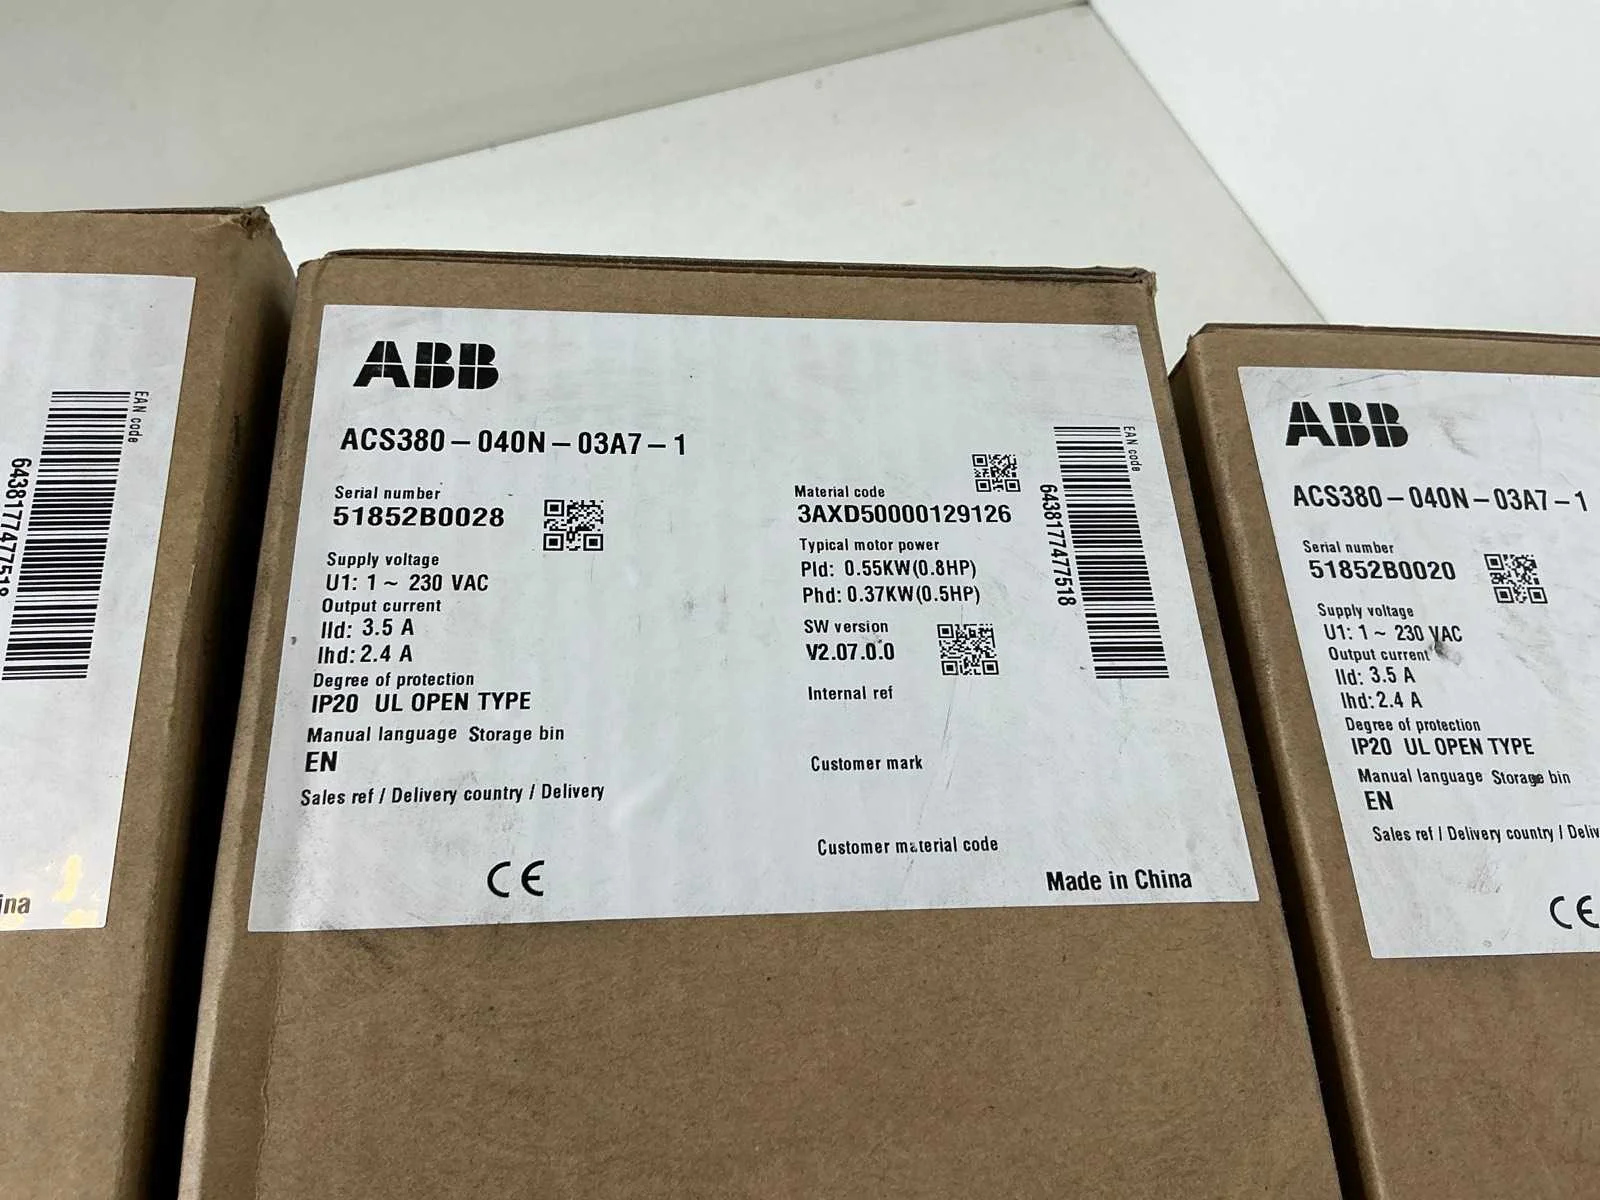 EAN code
6438177477518
ina
ABB
ACS380-040N-03A7-1
Serial number
51852B0028
Supply voltage
U1: 1 ~ 230 VAC
Output current
Ild: 3.5 A
Ihd: 2.4 A
Degree of protection
IP20 UL OPEN TYPE
Manual language Storage bin
EN
Sales ref / Delivery country / Delivery
CE
Material code
3AXD50000129126
Typical motor power
Pld: 0.55KW(0.8HP)
Phd: 0.37KW(0.5HP)
SW version
V2.07.0.0
Internal ref
Customer mark
Customer material code
Made in China
EAN code
6438177477518
ABB
ACS380-040N-03A7-1
Serial number
51852B0020
Supply voltage
U1: 1 ~ 230 VAC
Output current
Ild: 3.5 A
Ihd: 2.4 A
Degree of protection
IP20 UL OPEN TYPE
Manual language Storage bin
EN
Sales ref / Delivery country / Deliv
CE